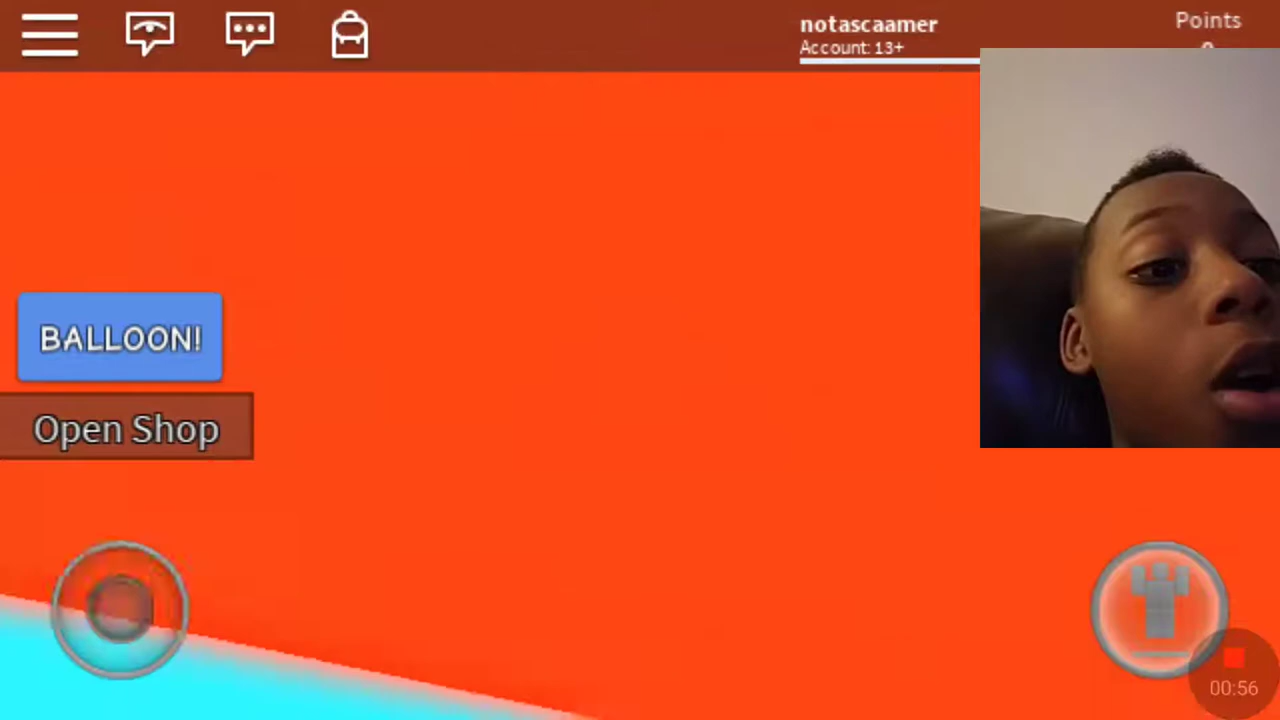 notascaamer
Account: 13+
Points
BALLOON!
Open Shop
00:56